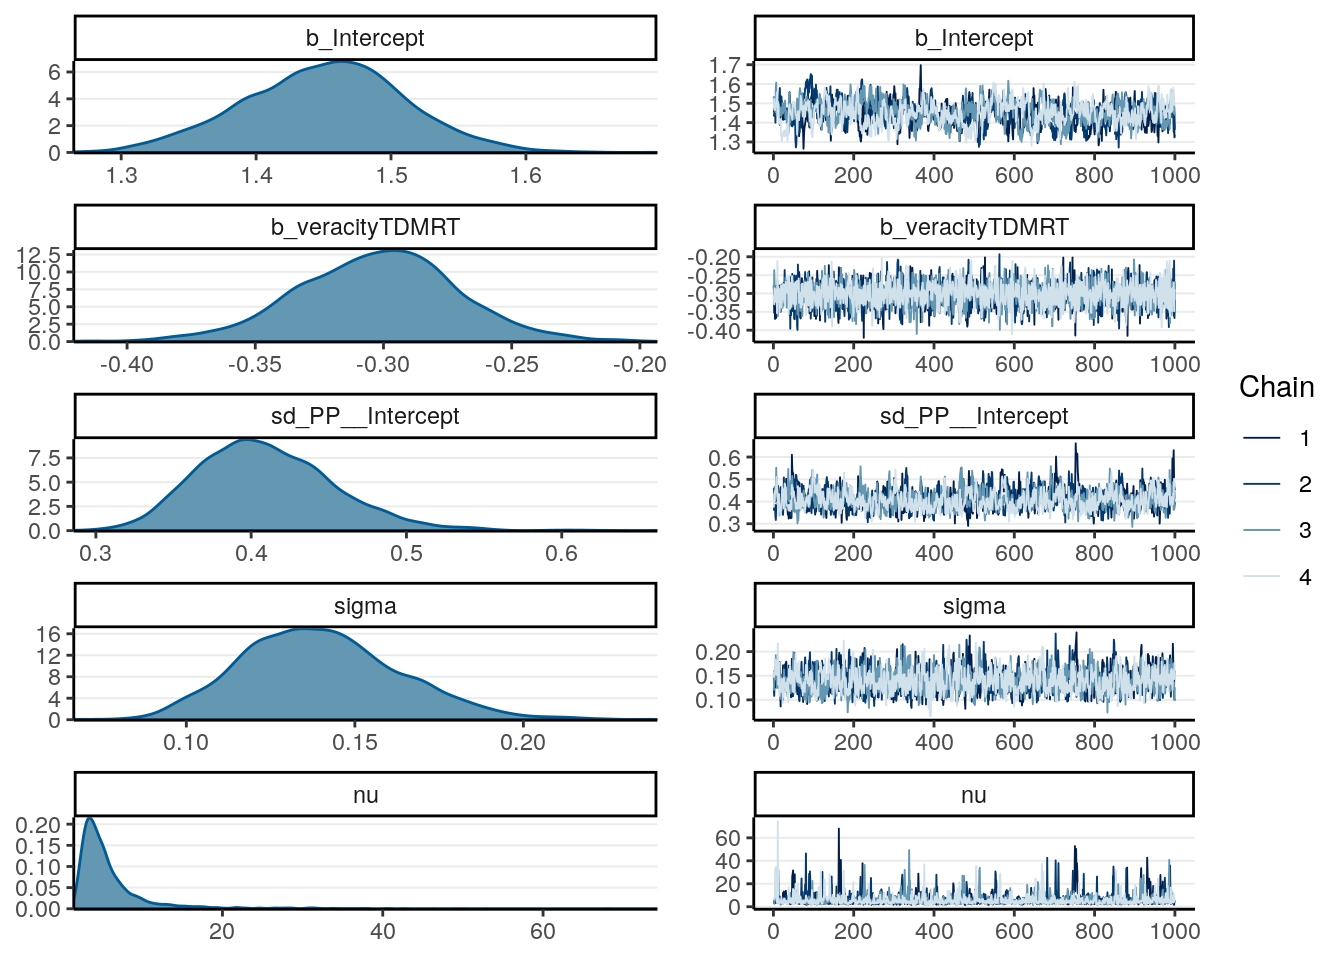 b_Intercept
6
4
2
0
1.3 1.4 1.5 1.6
b_Intercept
1.7
1.6
1.5
1.4
1.3
0 200 400 600 800 1000
b_veracityTDMRT
12.5
10.0
7.5
5.0
2.5
0.0
-0.40 -0.35 -0.30 -0.25 -0.20
b_veracityTDMRT
-0.20
-0.25
-0.30
-0.35
-0.40
0 200 400 600 800 1000
sd_PP__Intercept
7.5
5.0
2.5
0.0
0.3 0.4 0.5 0.6
sd_PP__Intercept
0.6
0.5
0.4
0.3
0 200 400 600 800 1000
sigma
16
12
8
4
0
0.10 0.15 0.20
sigma
0.20
0.15
0.10
0 200 400 600 800 1000
nu
0.20
0.15
0.10
0.05
0.00
20 40 60
nu
60
40
20
0
0 200 400 600 800 1000
Chain
1
2
3
4